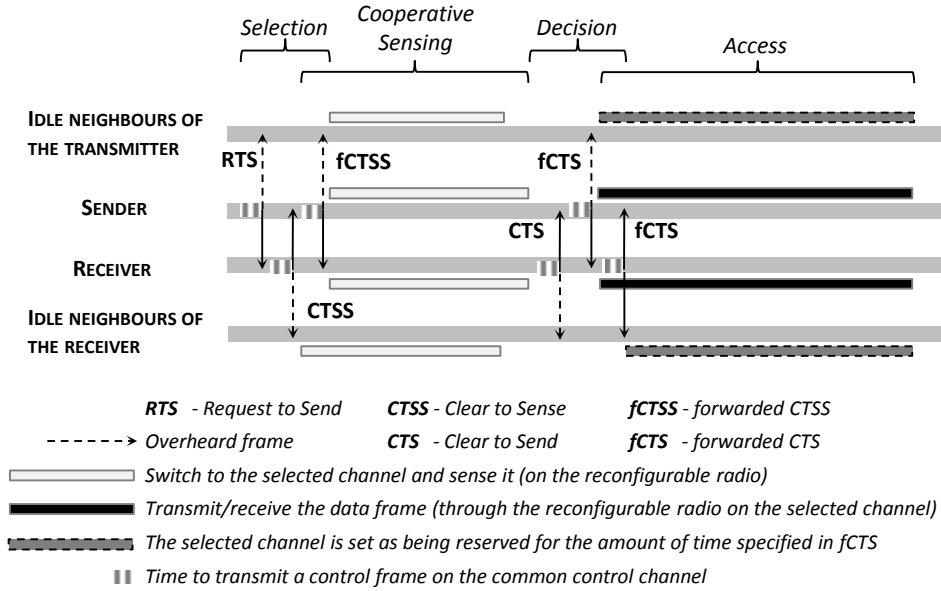 Selection
Cooperative
Sensing
Decision
Access
IDLE NEIGHBOURS OF
THE TRANSMITTER
RTS
fCTSS
fCTS
SENDER
CTS
fCTS
RECEIVER
CTSS
IDLE NEIGHBOURS OF
THE RECEIVER
RTS - Request to Send
CTSS - Clear to Sense
fCTSS - forwarded CTSS
Overheard frame
CTS - Clear to Send
fCTS - forwarded CTS
Switch to the selected channel and sense it (on the reconfigurable radio)
Transmit/receive the data frame (through the reconfigurable radio on the selected channel)
The selected channel is set as being reserved for the amount of time specified in fCTS
Time to transmit a control frame on the common control channel